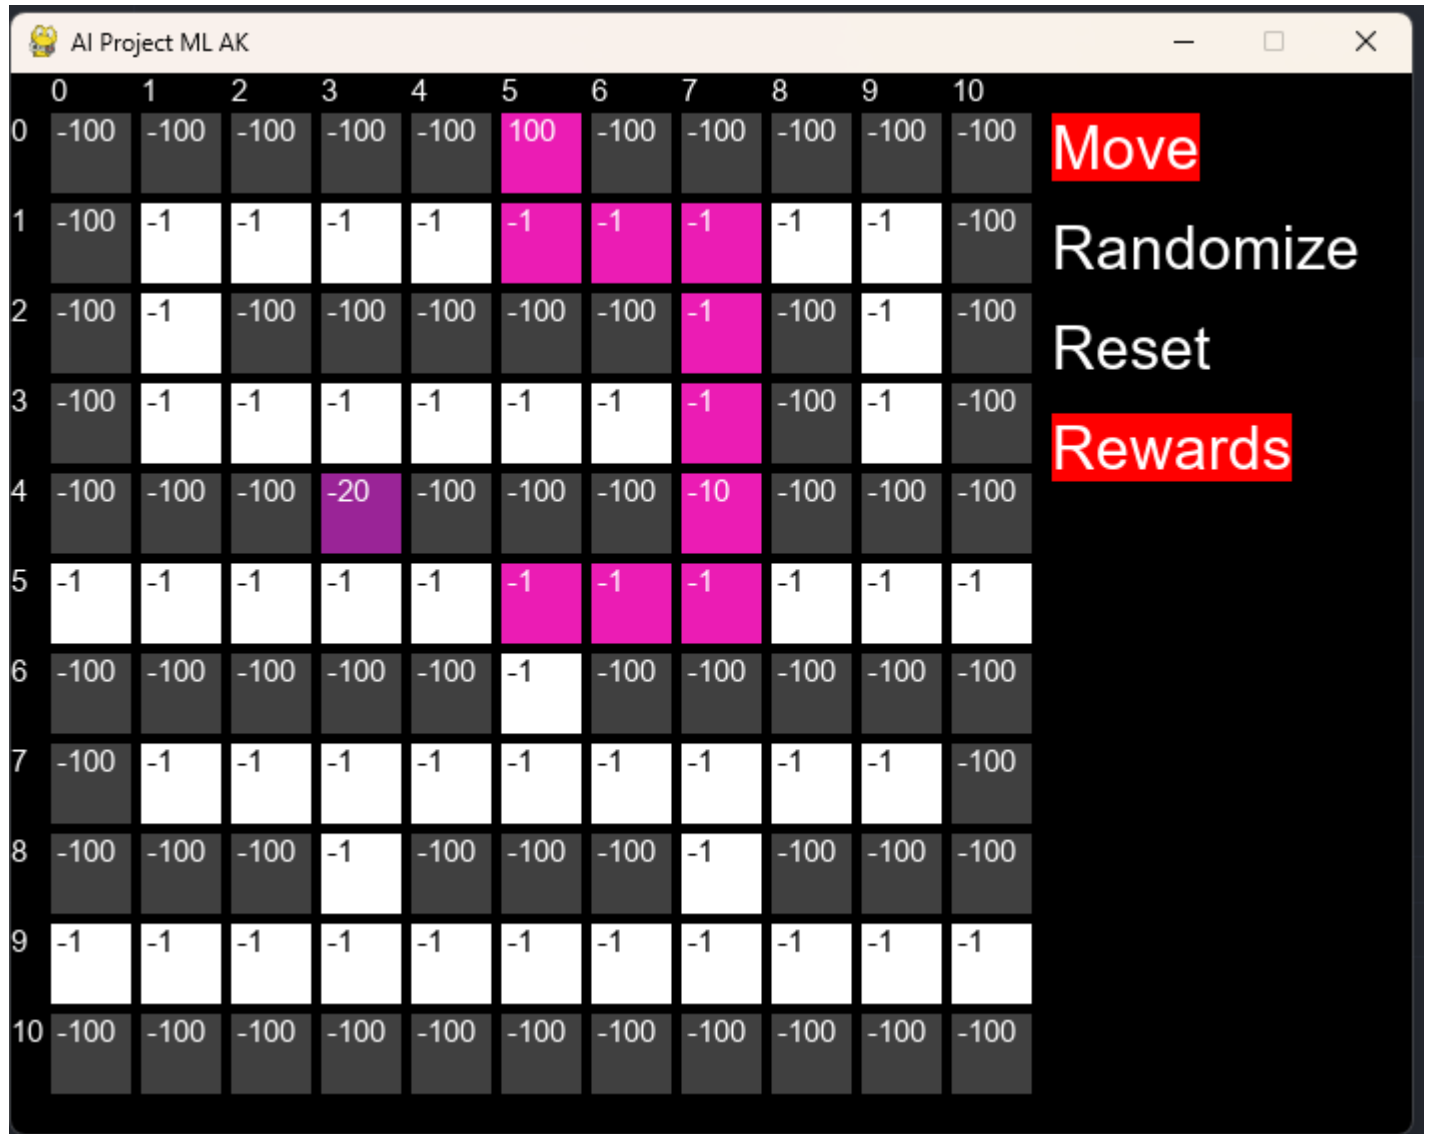 AI Project ML AK
0 1 2 3 4 5 6 7 8 9 10
0 -100 -100 -100 -100 -100 100 -100 -100 -100 -100 -100 Move
1 -100 -1 -1 -1 -1 -1 -1 -1 -1 -1 -100 Randomize
2 -100 -1 -100 -100 -100 -100 -100 -1 -100 -1 -100 Reset
3 -100 -1 -1 -1 -1 -1 -1 -1 -100 -1 -100 Rewards
4 -100 -100 -100 -20 -100 -100 -100 -10 -100 -100 -100
5 -1 -1 -1 -1 -1 -1 -1 -1 -1 -1 -1
6 -100 -100 -100 -100 -100 -1 -100 -100 -100 -100 -100
7 -100 -1 -1 -1 -1 -1 -1 -1 -1 -1 -100
8 -100 -100 -100 -1 -100 -100 -100 -1 -100 -100 -100
9 -1 -1 -1 -1 -1 -1 -1 -1 -1 -1 -1
10 -100 -100 -100 -100 -100 -100 -100 -100 -100 -100 -100